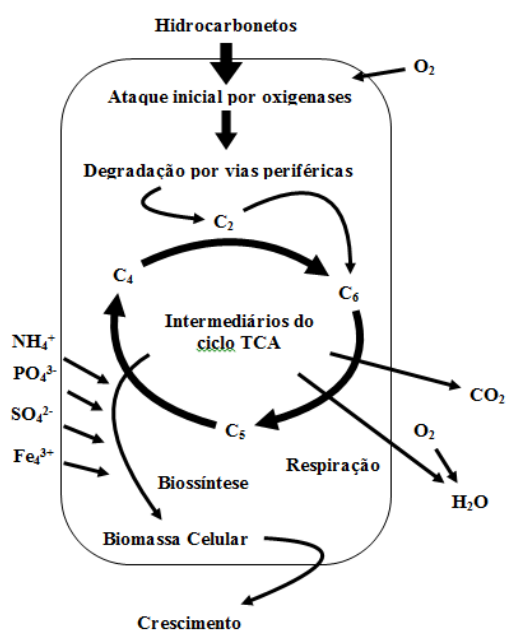 Hidrocarbonetos
O₂
Ataque inicial por oxigenases
Degradação por vias periféricas
C₂
C₄
C₆
Intermediários do
ciclo TCA
NH₄⁺
PO₄³⁻
SO₄²⁻
Fe₄³⁺
CO₂
C₅
O₂
Respiração
Biossíntese
H₂O
Biomassa Celular
Crescimento